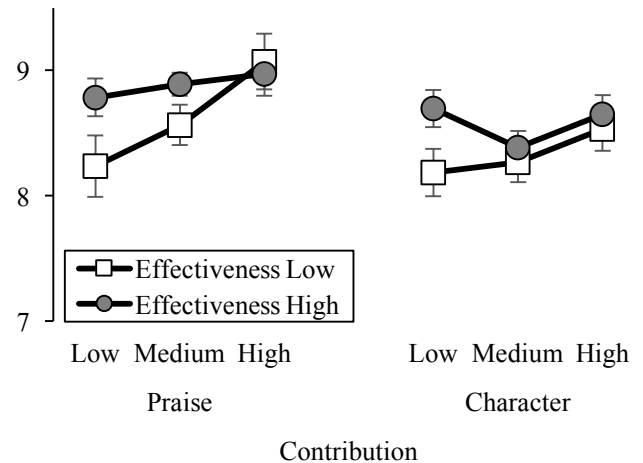 9
8
7
Effectiveness Low
Effectiveness High
Low Medium High
Low Medium High
Praise
Character
Contribution